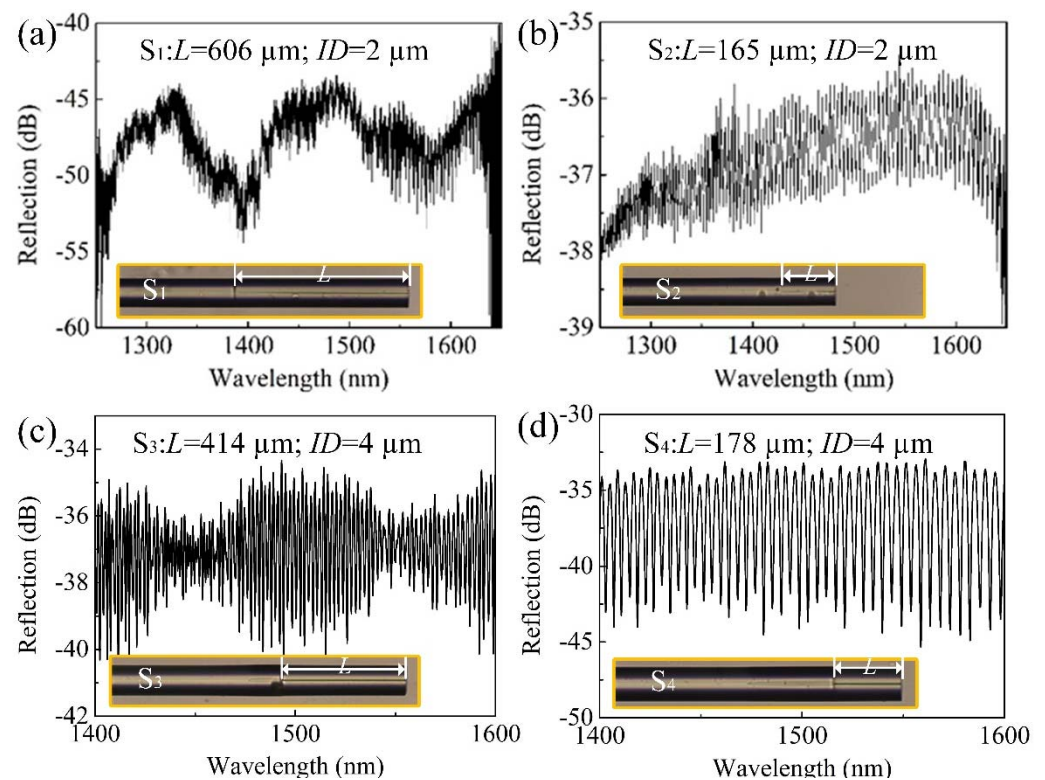 (a)
S1:L=606 μm; ID=2 μm
-40
-45
-50
-55
-60
Reflection (dB)
1300 1400 1500 1600
Wavelength (nm)
S1
L
(b)
S2:L=165 μm; ID=2 μm
-35
-36
-37
-38
-39
Reflection (dB)
1300 1400 1500 1600
Wavelength (nm)
S2
L
(c)
S3:L=414 μm; ID=4 μm
-34
-36
-38
-40
-42
Reflection (dB)
1400 1500 1600
Wavelength (nm)
S3
L
(d)
S4:L=178 μm; ID=4 μm
-30
-35
-40
-45
-50
Reflection (dB)
1400 1500 1600
Wavelength (nm)
S4
L